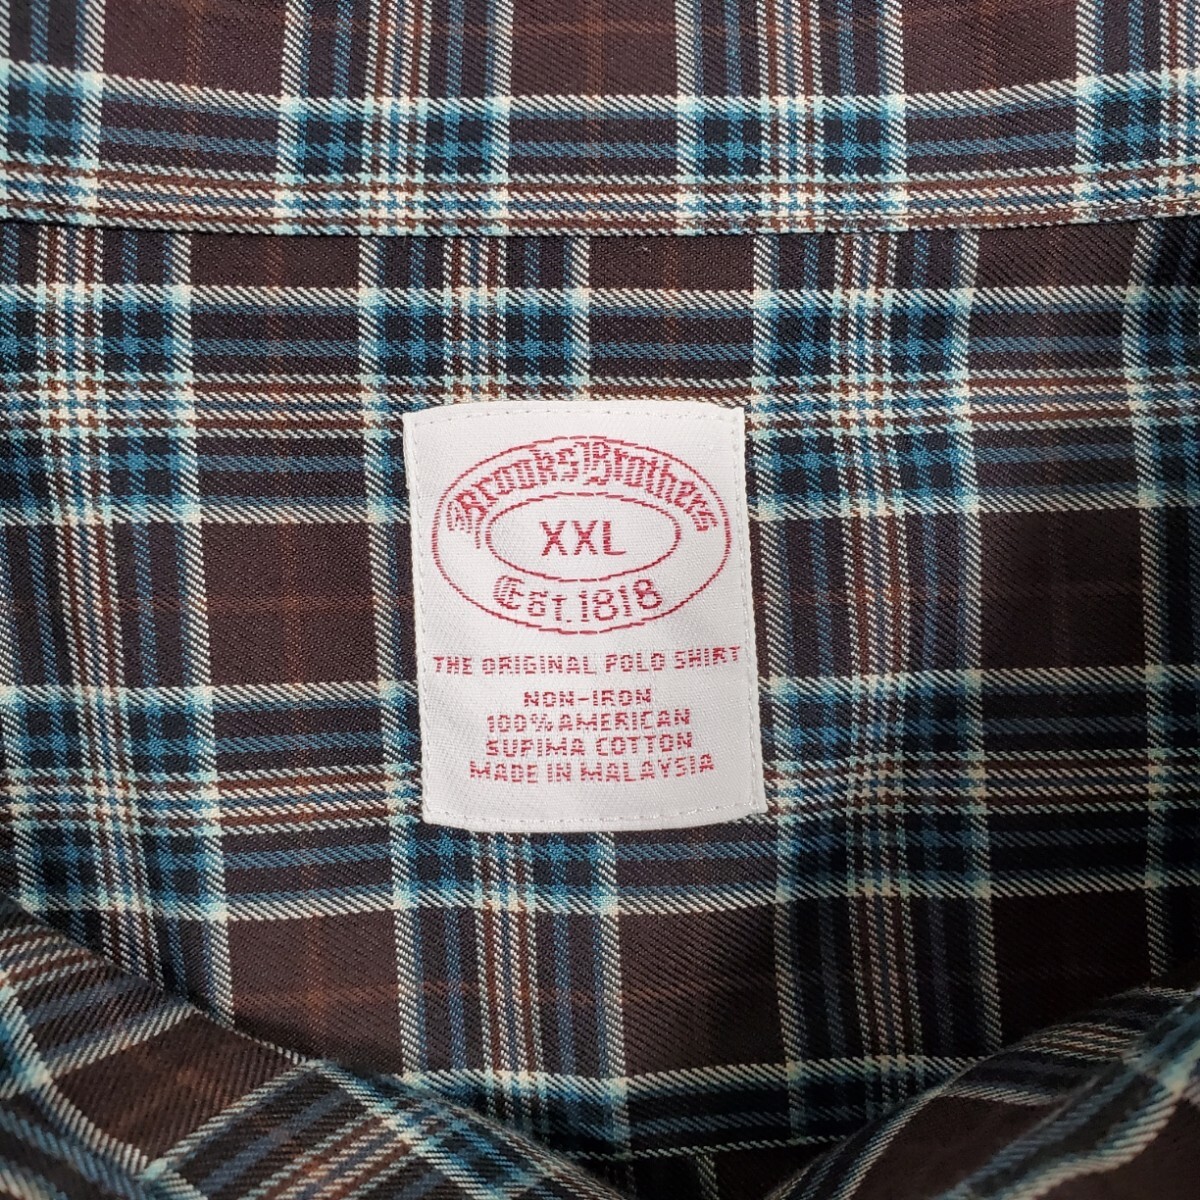 Brooks Brothers
XXL
Est. 1818
THE ORIGINAL POLO SHIRT
NON-IRON
100% AMERICAN
SUPIMA COTTON
MADE IN MALAYSIA